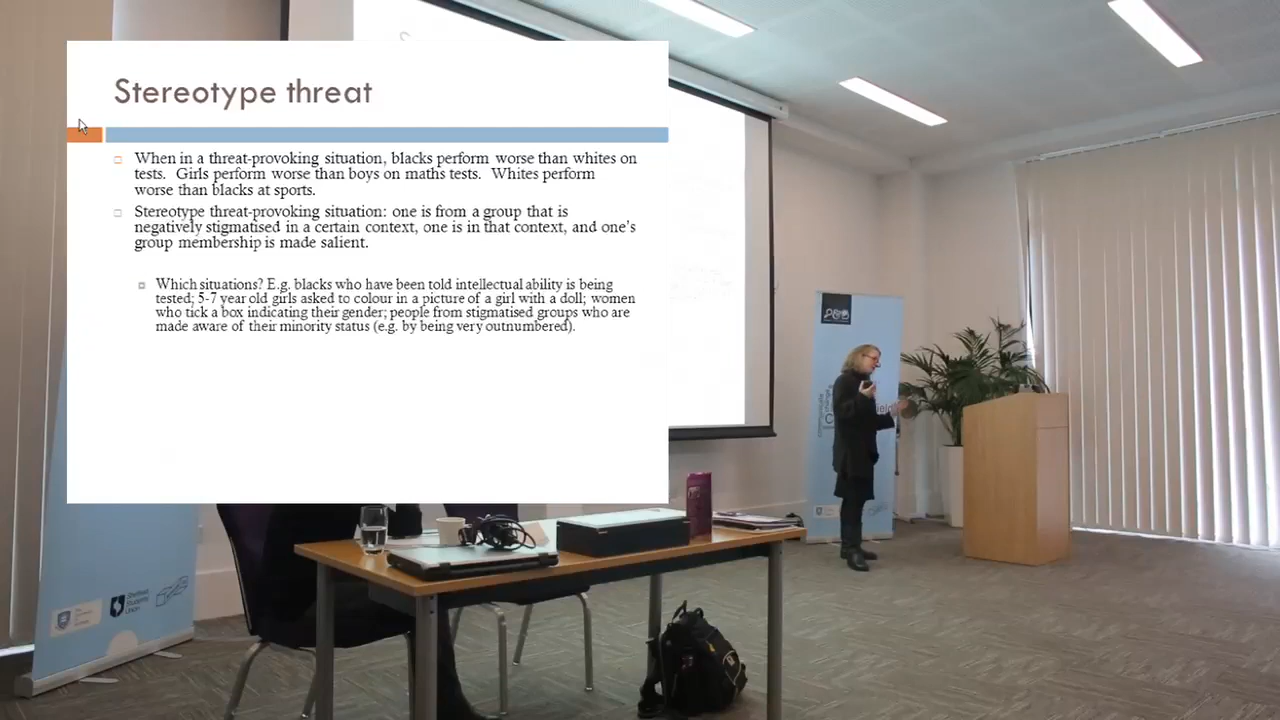 Stereotype threat
When in a threat-provoking situation, blacks perform worse than whites on
tests. Girls perform worse than boys on maths tests. Whites perform
worse than blacks at sports.
Stereotype threat-provoking situation: one is from a group that is
negatively stigmatised in a certain context, one is in that context, and one's
group membership is made salient.
Which situations? E.g. blacks who have been told intellectual ability is being
tested; 5-7 year old girls asked to colour in a picture of a girl with a doll; women
who tick a box indicating their gender; people from stigmatised groups who are
made aware of their minority status (e.g. by being very outnumbered).
Sheffield
Students'
Union